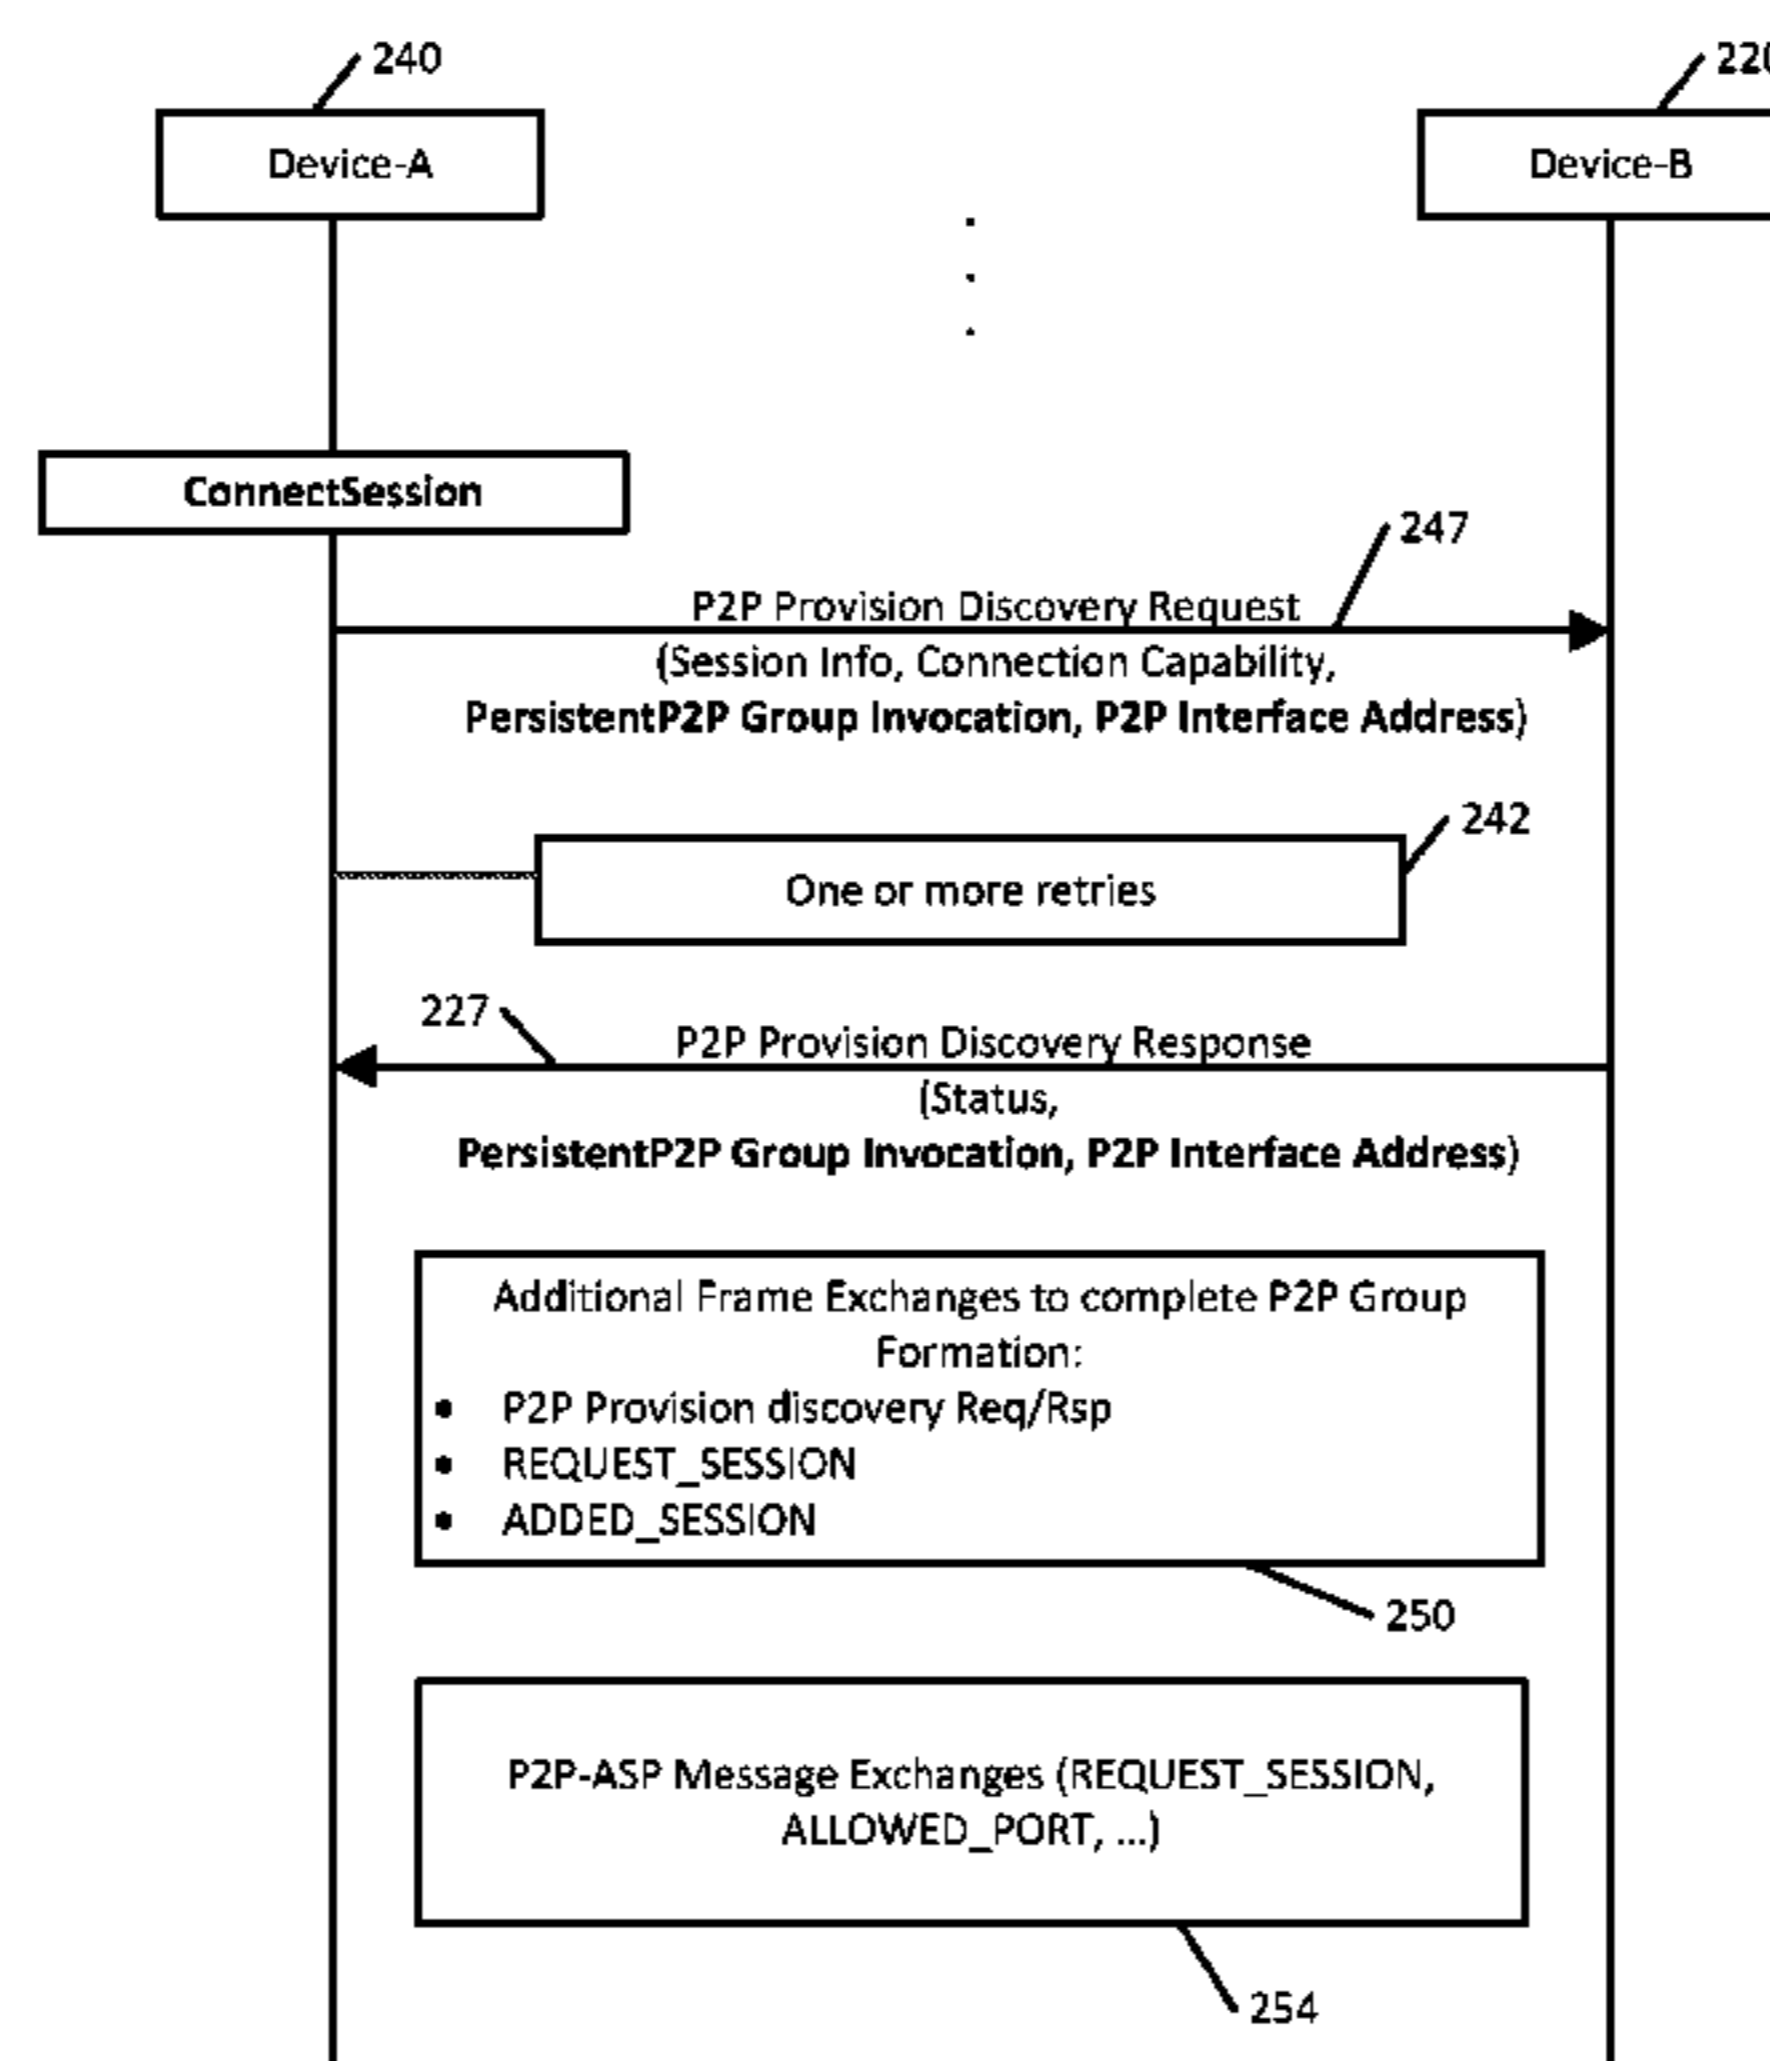 240
220
Device-A
Device-B
.
.
.
ConnectSession
247
P2P Provision Discovery Request
(Session Info, Connection Capability,
PersistentP2P Group Invocation, P2P Interface Address)
242
One or more retries
227
P2P Provision Discovery Response
(Status,
PersistentP2P Group Invocation, P2P Interface Address)
Additional Frame Exchanges to complete P2P Group
Formation:
• P2P Provision discovery Req/Rsp
• REQUEST_SESSION
• ADDED_SESSION
250
P2P-ASP Message Exchanges (REQUEST_SESSION,
ALLOWED_PORT, ...)
254